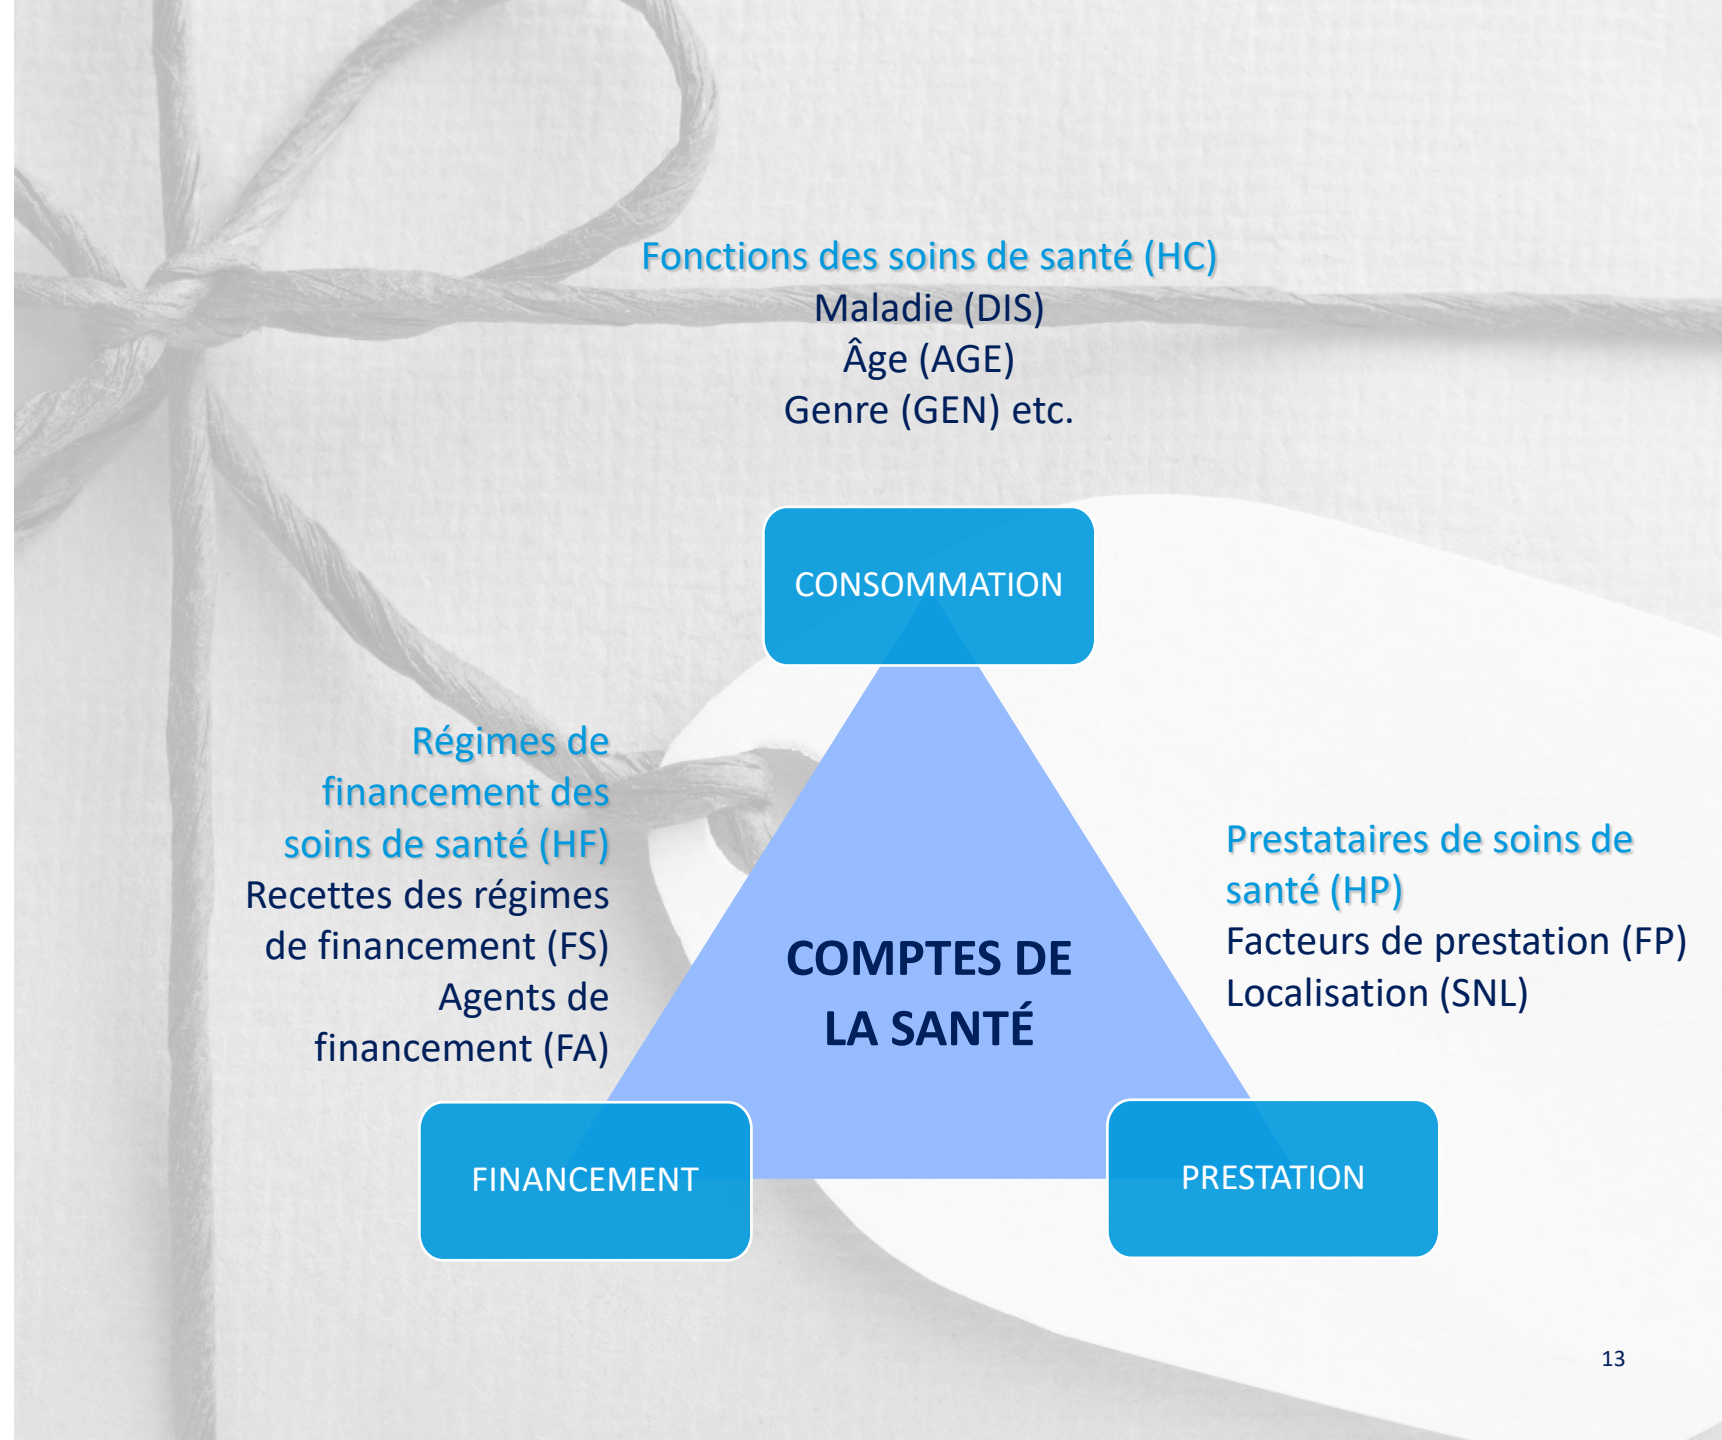 Fonctions des soins de santé (HC)
Maladie (DIS)
Âge (AGE)
Genre (GEN) etc.
CONSOMMATION
Régimes de
financement des
soins de santé (HF)
Recettes des régimes
de financement (FS)
Agents de
financement (FA)
Prestataires de soins de
santé (HP)
Facteurs de prestation (FP)
Localisation (SNL)
COMPTES DE
LA SANTÉ
FINANCEMENT
PRESTATION
13